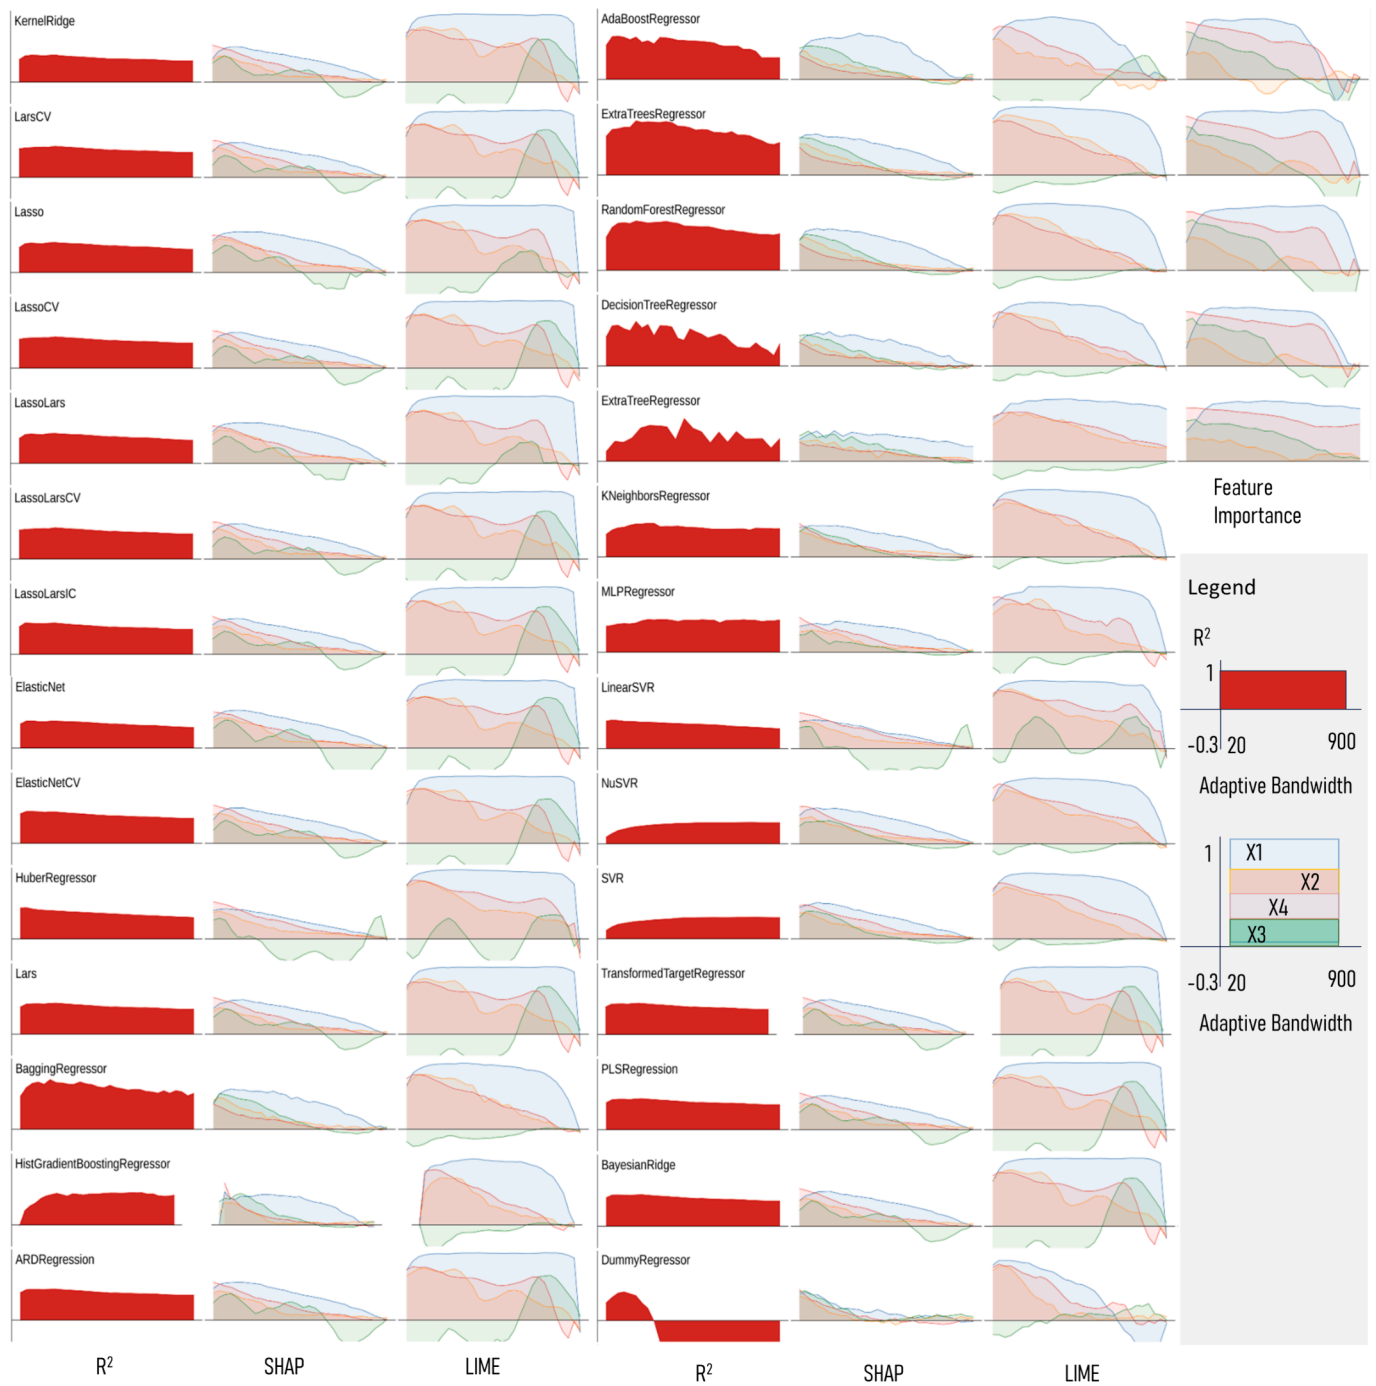 KernelRidge
LarsCV
Lasso
LassoCV
LassoLars
LassoLarsCV
LassoLarsIC
ElasticNet
ElasticNetCV
HuberRegressor
Lars
BaggingRegressor
HistGradientBoostingRegressor
ARDRegression
R²
SHAP
LIME
AdaBoostRegressor
ExtraTreesRegressor
RandomForestRegressor
DecisionTreeRegressor
ExtraTreeRegressor
KNeighborsRegressor
MLPRegressor
LinearSVR
NuSVR
SVR
TransformedTargetRegressor
PLSRegression
BayesianRidge
DummyRegressor
R²
SHAP
LIME
Feature
Importance
Legend
R²
1
-0.3 20 900
Adaptive Bandwidth
1
X1
X2
X4
X3
-0.3 20 900
Adaptive Bandwidth